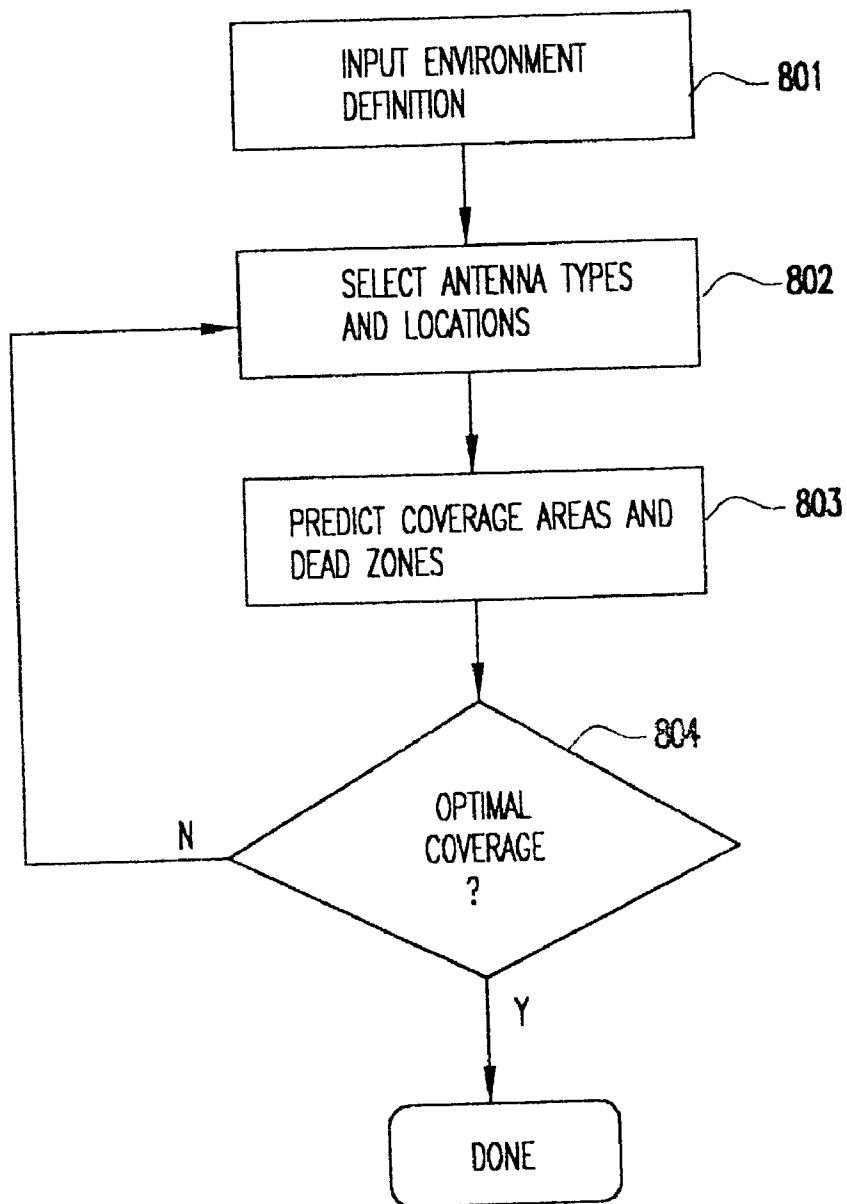 INPUT ENVIRONMENT
DEFINITION
801
SELECT ANTENNA TYPES
AND LOCATIONS
802
PREDICT COVERAGE AREAS AND
DEAD ZONES
803
804
OPTIMAL
COVERAGE
?
N
Y
DONE